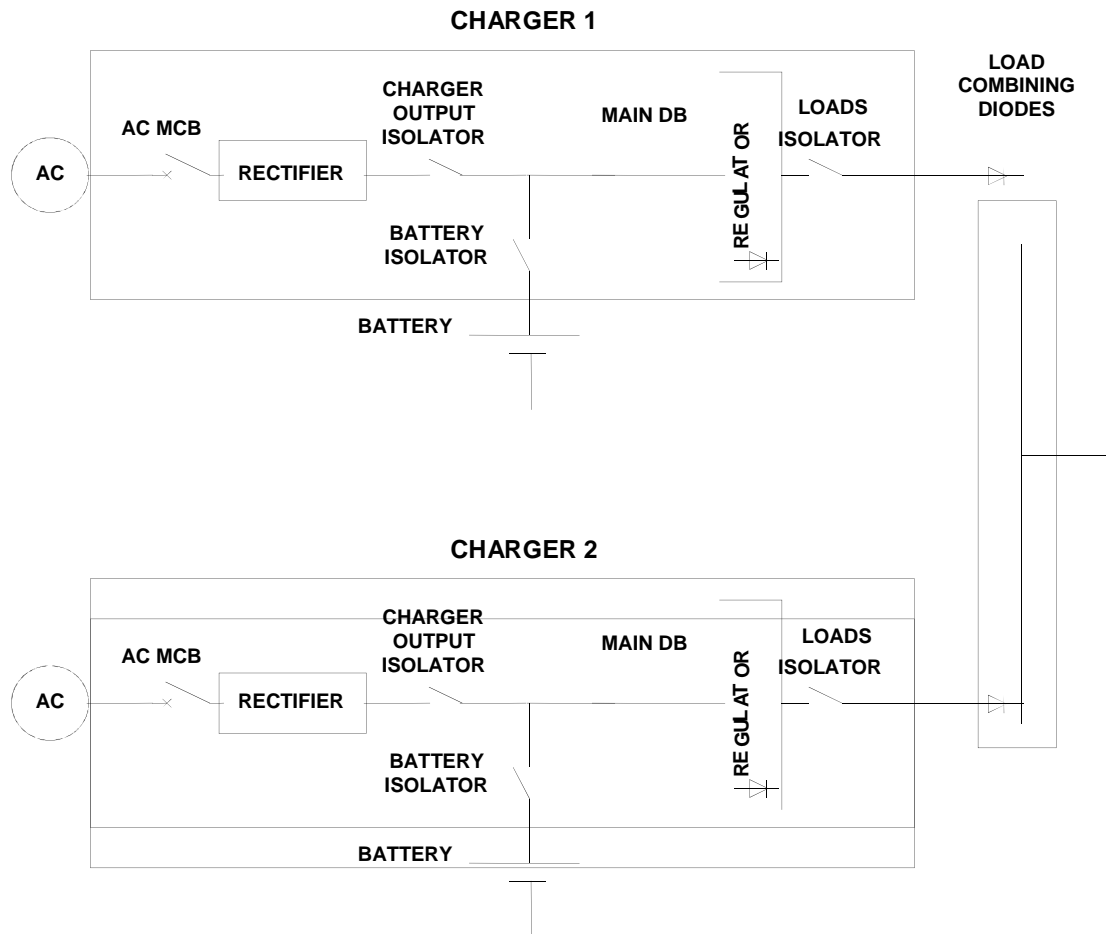 CHARGER 1
LOAD
COMBINING
DIODES
CHARGER
OUTPUT
ISOLATOR
MAIN DB
LOADS
ISOLATOR
AC MCB
AC
RECTIFIER
REGULATOR
BATTERY
ISOLATOR
BATTERY
CHARGER 2
CHARGER
OUTPUT
ISOLATOR
MAIN DB
LOADS
ISOLATOR
AC MCB
AC
RECTIFIER
REGULATOR
BATTERY
ISOLATOR
BATTERY